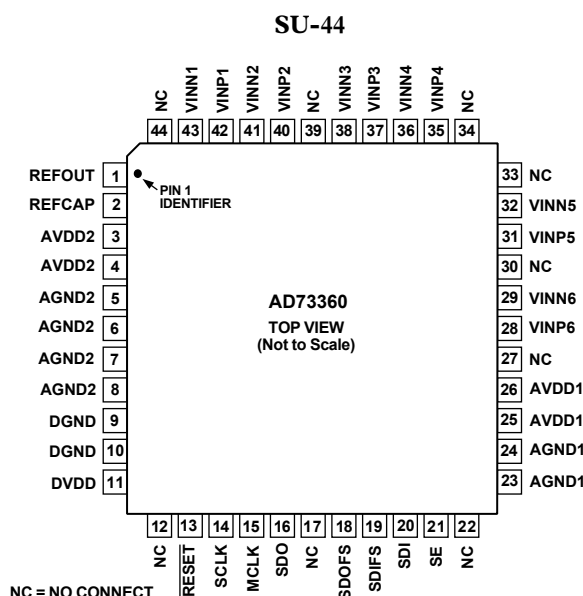 SU-44
NC
VINN1
VINP1
VINN2
VINP2
NC
VINN3
VINP3
VINN4
VINP4
NC
44 43 42 41 40 39 38 37 36 35 34
REFOUT 1
REFCAP 2
AVDD2 3
AVDD2 4
AGND2 5
AGND2 6
AGND2 7
AGND2 8
DGND 9
DGND 10
DVDD 11
PIN 1
IDENTIFIER
AD73360
TOP VIEW
(Not to Scale)
33 NC
32 VINN5
31 VINP5
30 NC
29 VINN6
28 VINP6
27 NC
26 AVDD1
25 AVDD1
24 AGND1
23 AGND1
12 13 14 15 16 17 18 19 20 21 22
NC
RESET
SCLK
MCLK
SDO
NC
SDOFS
SDIFS
SDI
SE
NC
NC = NO CONNECT